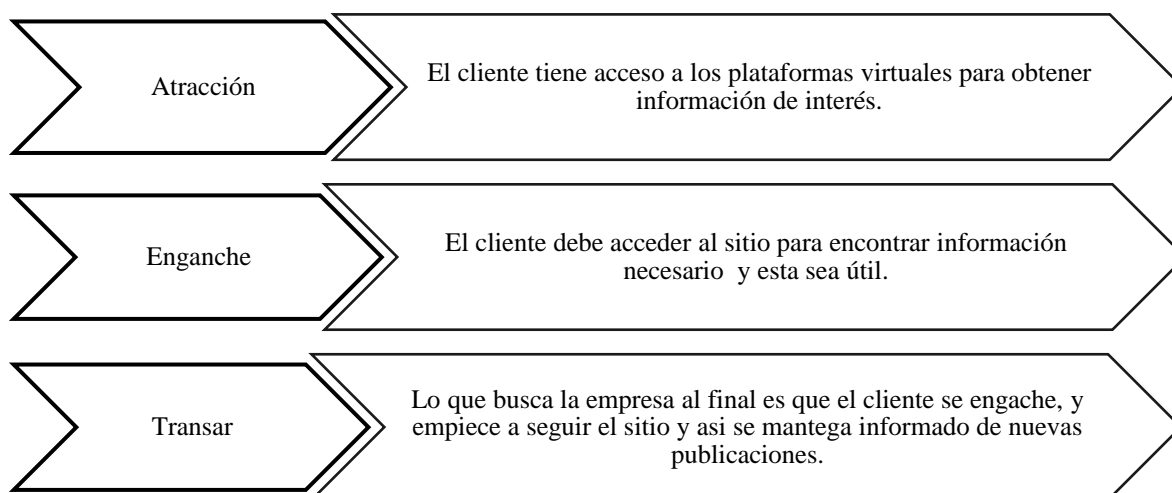 Atracción
El cliente tiene acceso a los plataformas virtuales para obtener
información de interés.
Enganche
El cliente debe acceder al sitio para encontrar información
necesario  y esta sea útil.
Transar
Lo que busca la empresa al final es que el cliente se engache, y
empiece a seguir el sitio y asi se mantega informado de nuevas
publicaciones.